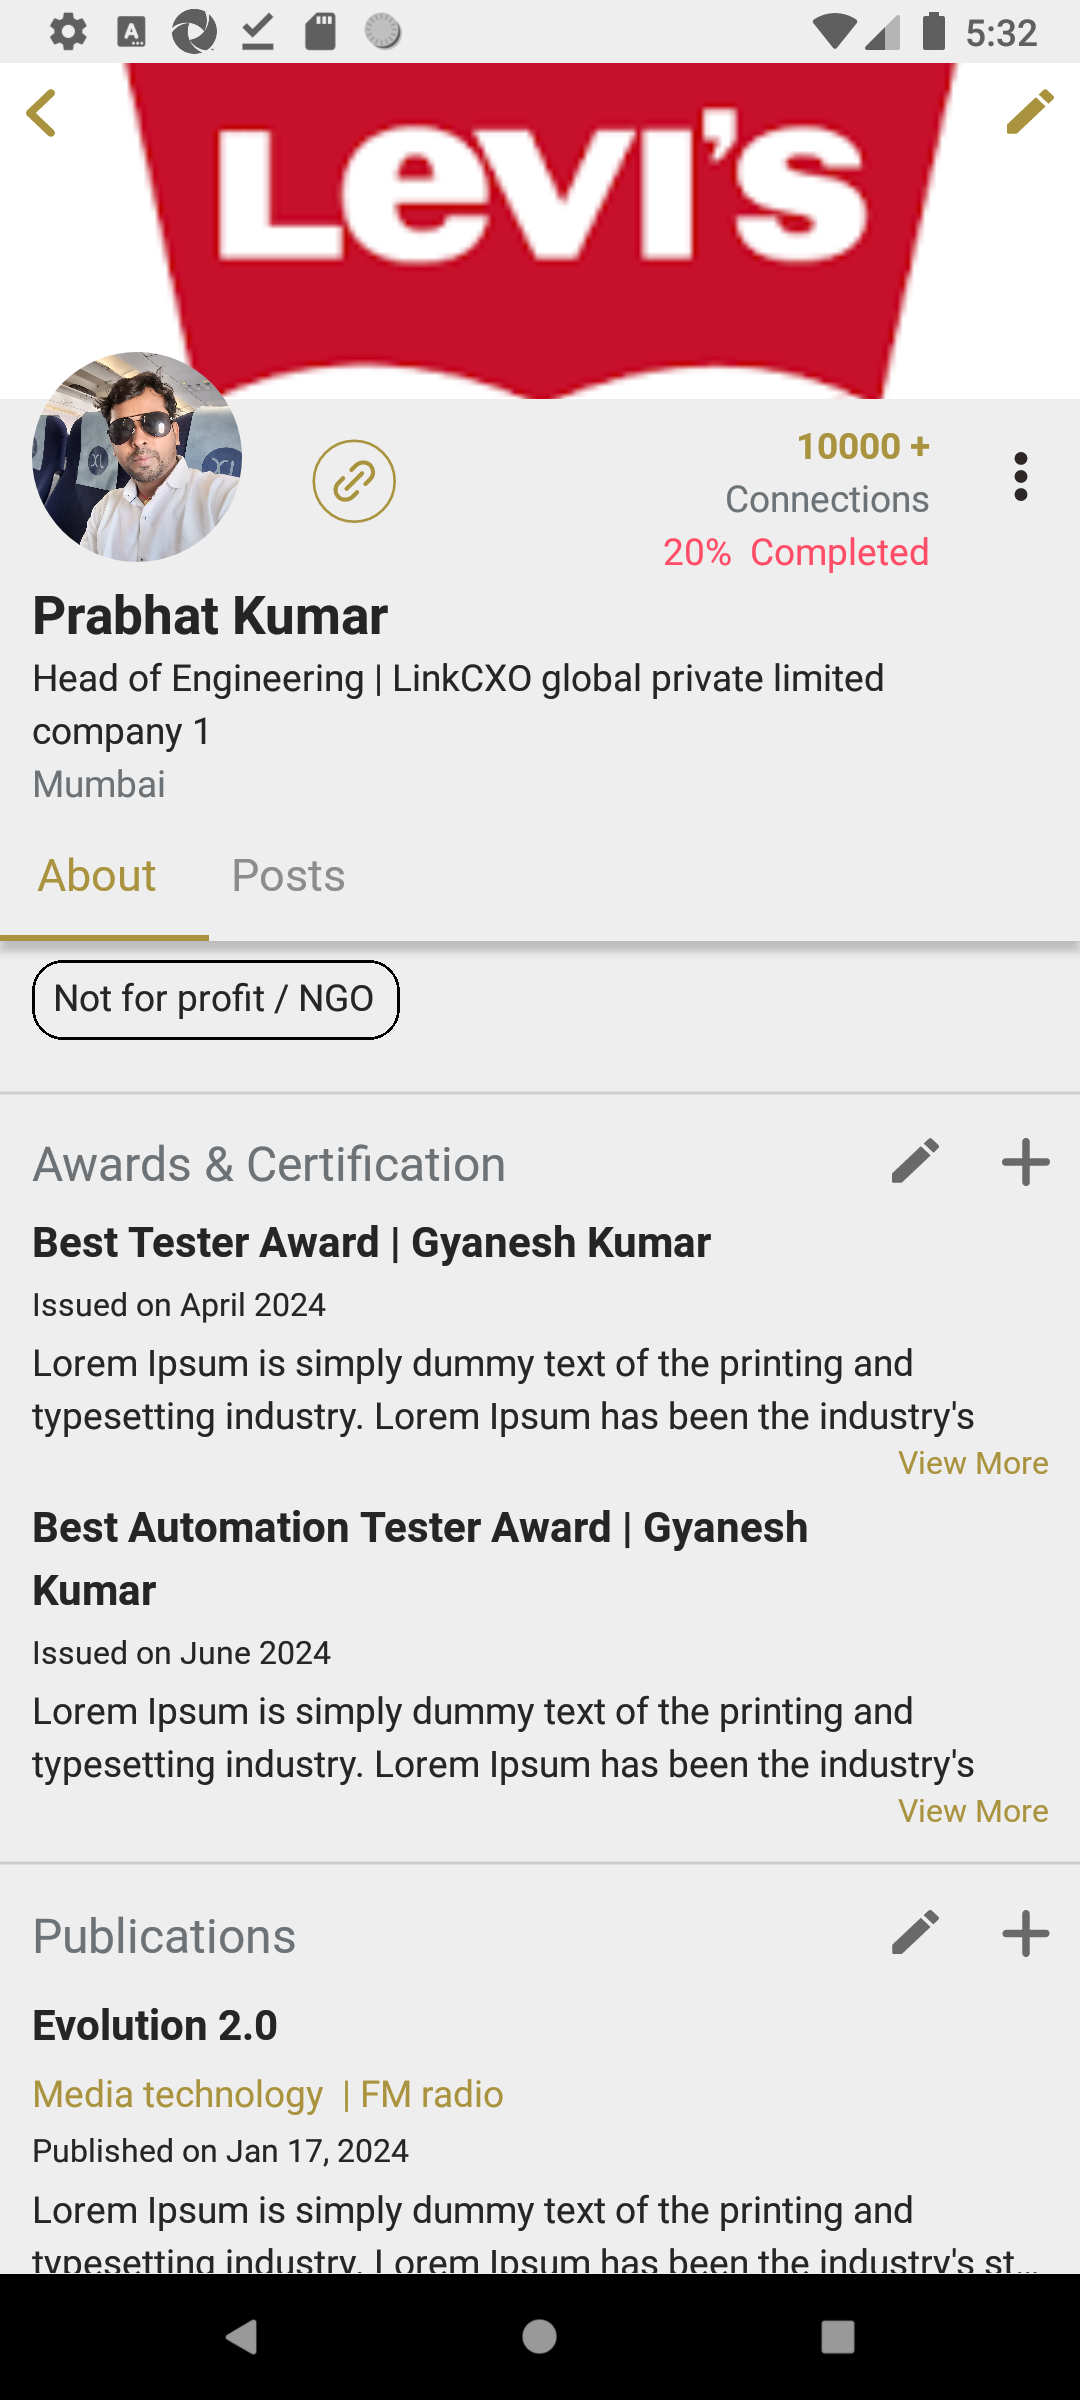 5:32
Levi's
10000 +
Connections
20% Completed
Prabhat Kumar
Head of Engineering | LinkCXO global private limited
company 1
Mumbai
About Posts
Not for profit / NGO
Awards & Certification
Best Tester Award | Gyanesh Kumar
Issued on April 2024
Lorem Ipsum is simply dummy text of the printing and
typesetting industry. Lorem Ipsum has been the industry's
View More
Best Automation Tester Award | Gyanesh
Kumar
Issued on June 2024
Lorem Ipsum is simply dummy text of the printing and
typesetting industry. Lorem Ipsum has been the industry's
View More
Publications
Evolution 2.0
Media technology | FM radio
Published on Jan 17, 2024
Lorem Ipsum is simply dummy text of the printing and
typesetting industry. Lorem Ipsum has been the industry's st...